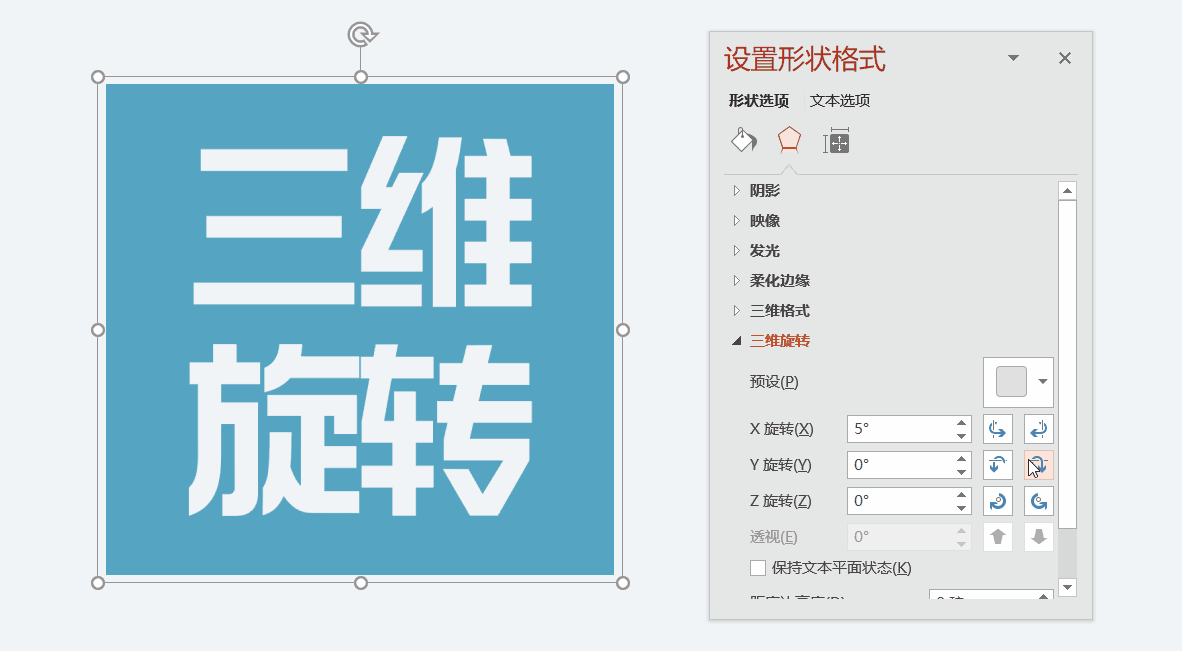 三维
旋转
设置形状格式
形状选项 文本选项
阴影
映像
发光
柔化边缘
三维格式
三维旋转
预设(P)
X 旋转(X) 5°
Y 旋转(Y) 0°
Z 旋转(Z) 0°
透视(E) 0°
保持文本平面状态(K)